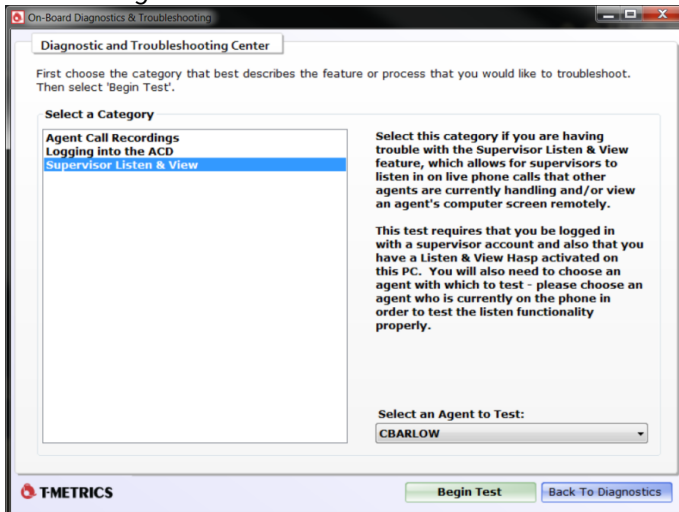 On-Board Diagnostics & Troubleshooting
Diagnostic and Troubleshooting Center
First choose the category that best describes the feature or process that you would like to troubleshoot.
Then select 'Begin Test'.
Select a Category
Agent Call Recordings
Logging into the ACD
Supervisor Listen & View
Select this category if you are having
trouble with the Supervisor Listen & View
feature, which allows for supervisors to
listen in on live phone calls that other
agents are currently handling and/or view
an agent's computer screen remotely.
This test requires that you be logged in
with a supervisor account and also that you
have a Listen & View Hasp activated on
this PC. You will also need to choose an
agent with which to test - please choose an
agent who is currently on the phone in
order to test the listen functionality
properly.
Select an Agent to Test:
CBARLOW
T-METRICS
Begin Test
Back To Diagnostics